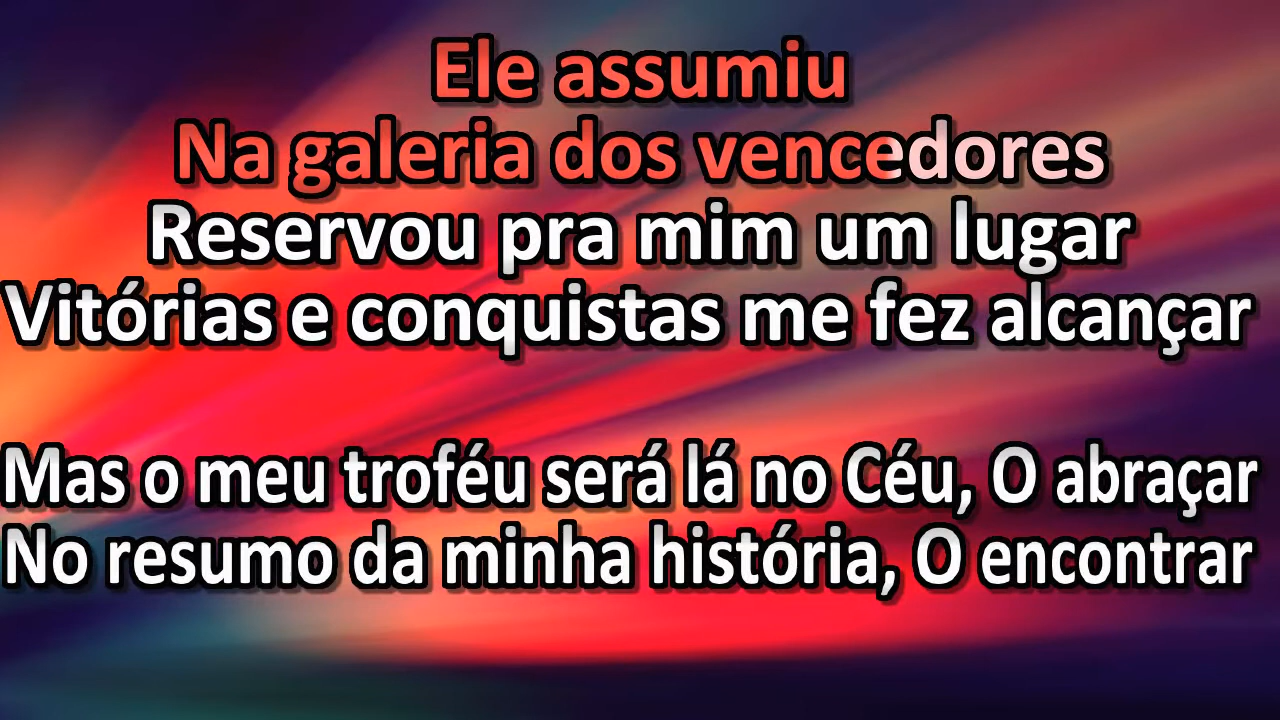 Ele assumiu
Na galeria dos vencedores
Reservou pra mim um lugar
Vitórias e conquistas me fez alcançar
Mas o meu troféu será lá no Céu, O abraçar
No resumo da minha história, O encontrar